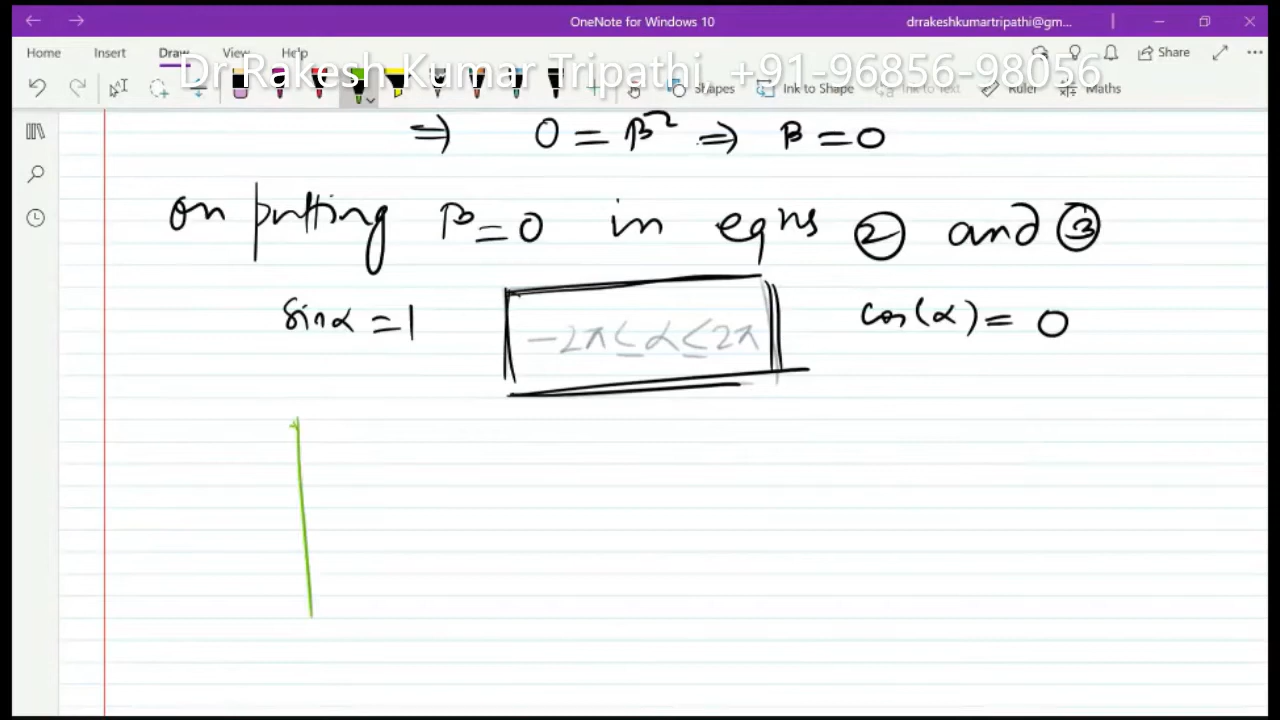 OneNote for Windows 10 drrakeshkumartripathi@gm...
Home Insert Draw View Help Share
Dr Rakesh Kumar Tripathi +91-96856-98056
Shapes Ink to Shape Ink to Text Ruler Maths
⇒ 0 = β² ⇒ β = 0
on putting β = 0 in eqns ② and ③
sinα = 1 -2π ≤ α ≤ 2π cos(α) = 0